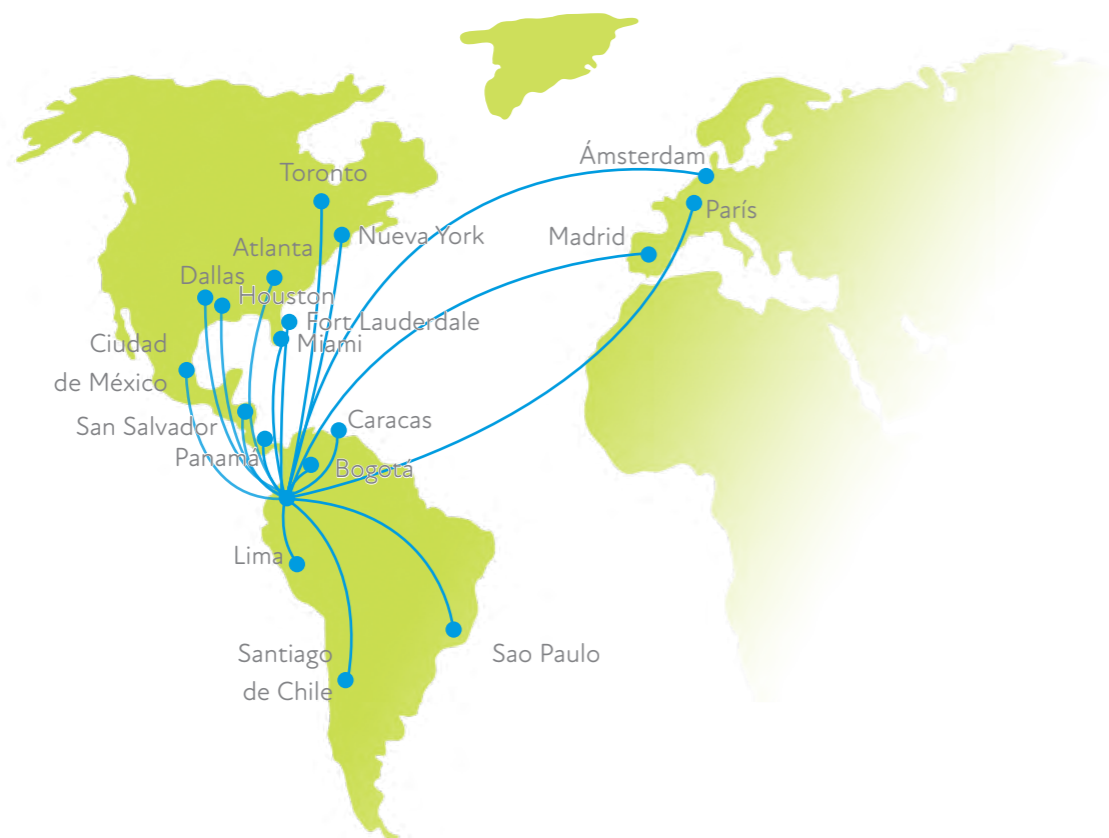 Ámsterdam
Toronto
París
Nueva York
Madrid
Atlanta
Dallas
Houston
Fort Lauderdale
Miami
Ciudad
de México
San Salvador
Caracas
Panamá
Bogotá
Lima
Santiago
de Chile
Sao Paulo